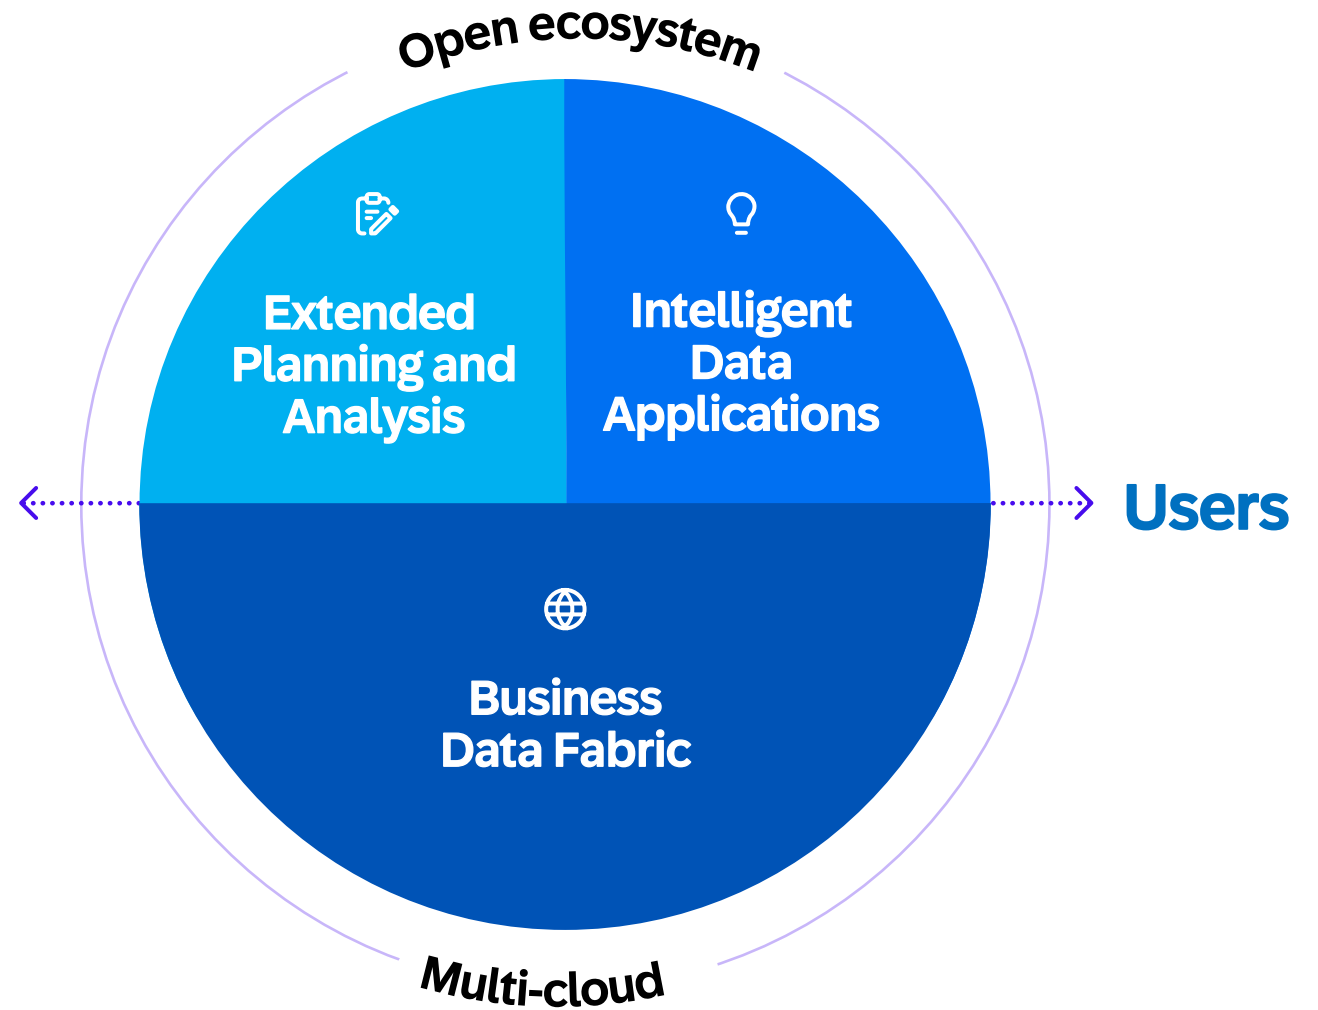 Open ecosystem
Extended
Planning and
Analysis
Intelligent
Data
Applications
Users
Business
Data Fabric
Multi-cloud